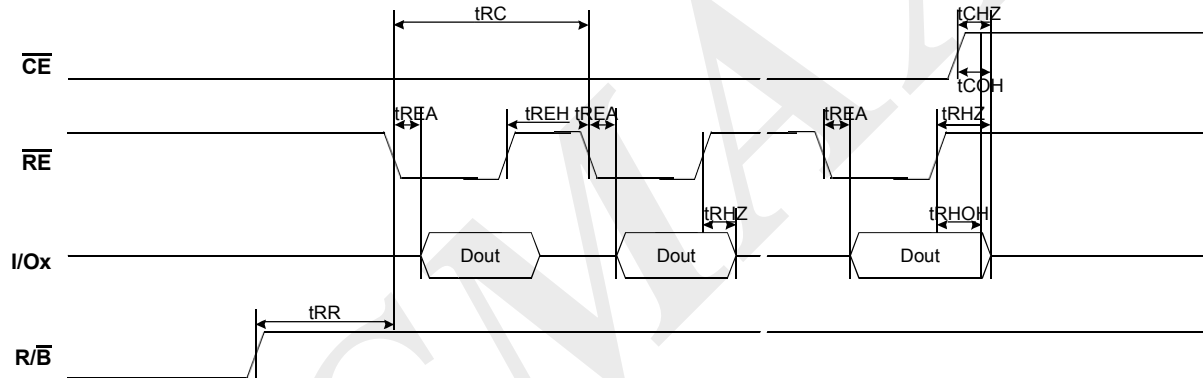 tRC
tCHZ
CE
tCOH
tREA
tREH
tREA
tREA
tRHZ
RE
tRHZ
tRHOH
I/Ox
Dout
Dout
Dout
tRR
R/B